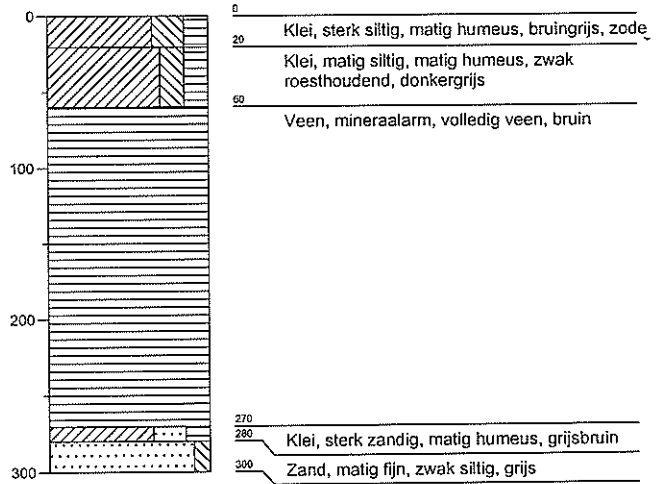 0
0
Klei, sterk siltig, matig humeus, bruingrijs, zode
20
Klei, matig siltig, matig humeus, zwak
roesthoudend, donkergrijs
60
Veen, mineraalarm, volledig veen, bruin
100
200
270
280
Klei, sterk zandig, matig humeus, grijsbruin
300
300
Zand, matig fijn, zwak siltig, grijs